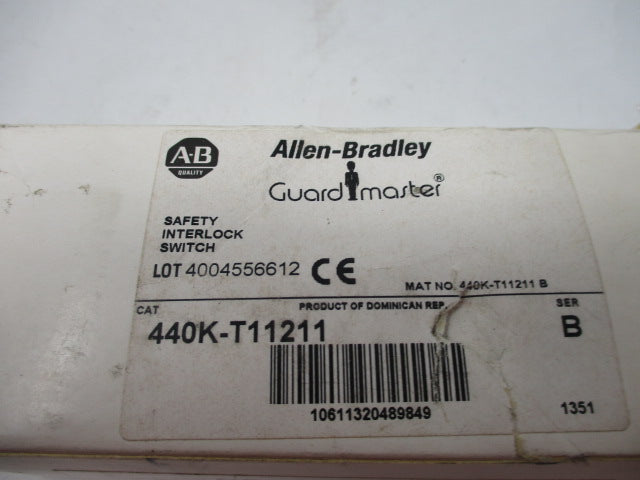 A-B
QUALITY
Allen-Bradley
Guardmaster®
SAFETY
INTERLOCK
SWITCH
LOT 4004556612 CE
MAT NO. 440K-T11211 B
CAT
PRODUCT OF DOMINICAN REP.
SER
440K-T11211
B
10611320489849
1351